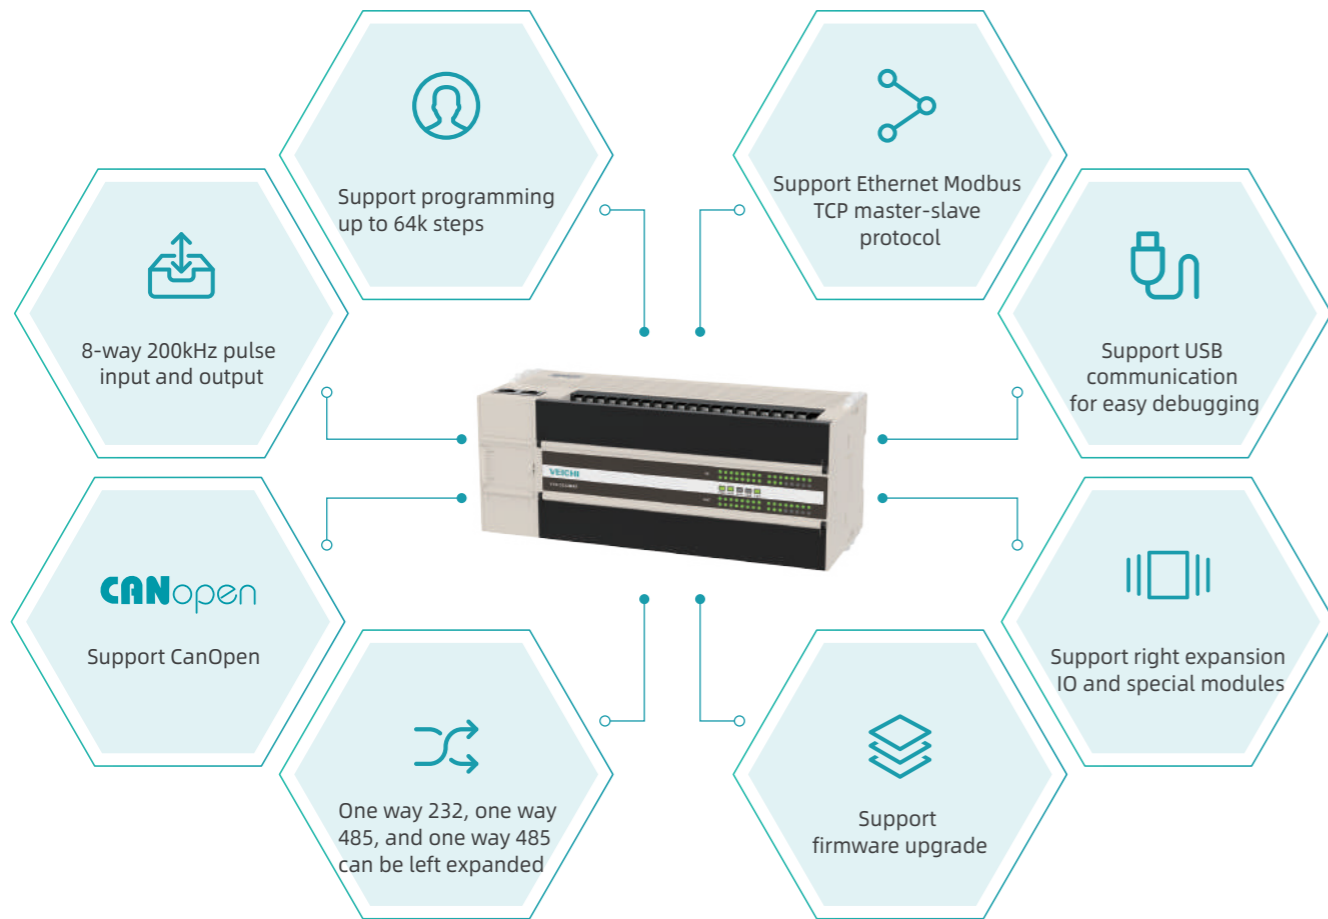 Support programming
up to 64k steps
Support Ethernet Modbus
TCP master-slave
protocol
8-way 200kHz pulse
input and output
Support USB
communication
for easy debugging
VEICHI
CANopen
Support CanOpen
Support right expansion
IO and special modules
One way 232, one way
485, and one way 485
can be left expanded
Support
firmware upgrade